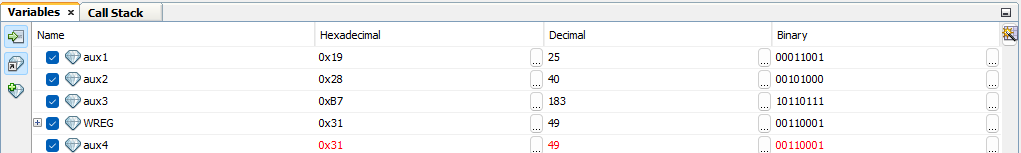 Variables × Call Stack
Name Hexadecimal Decimal Binary
aux1 0x19 ... 25 ... 00011001 ...
aux2 0x28 ... 40 ... 00101000 ...
aux3 0xB7 ... 183 ... 10110111 ...
WREG 0x31 ... 49 ... 00110001 ...
aux4 0x31 ... 49 ... 00110001 ...